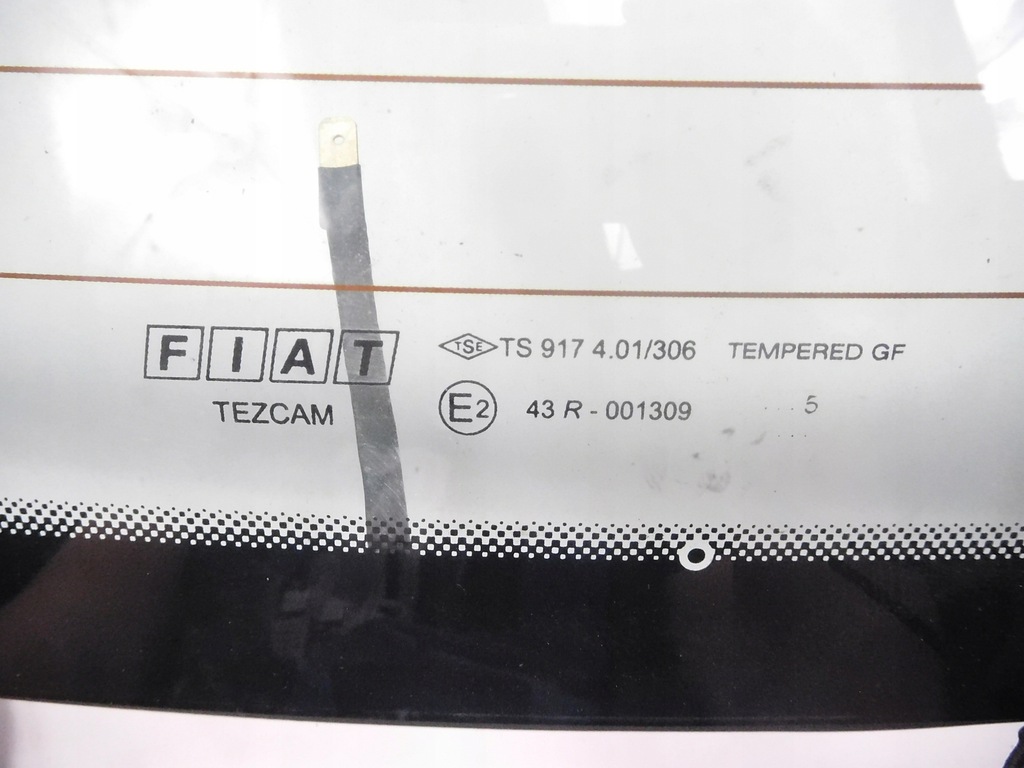 FIAT TSE TS 917 4.01/306 TEMPERED GF
TEZCAM E2 43 R - 001309 .... 5